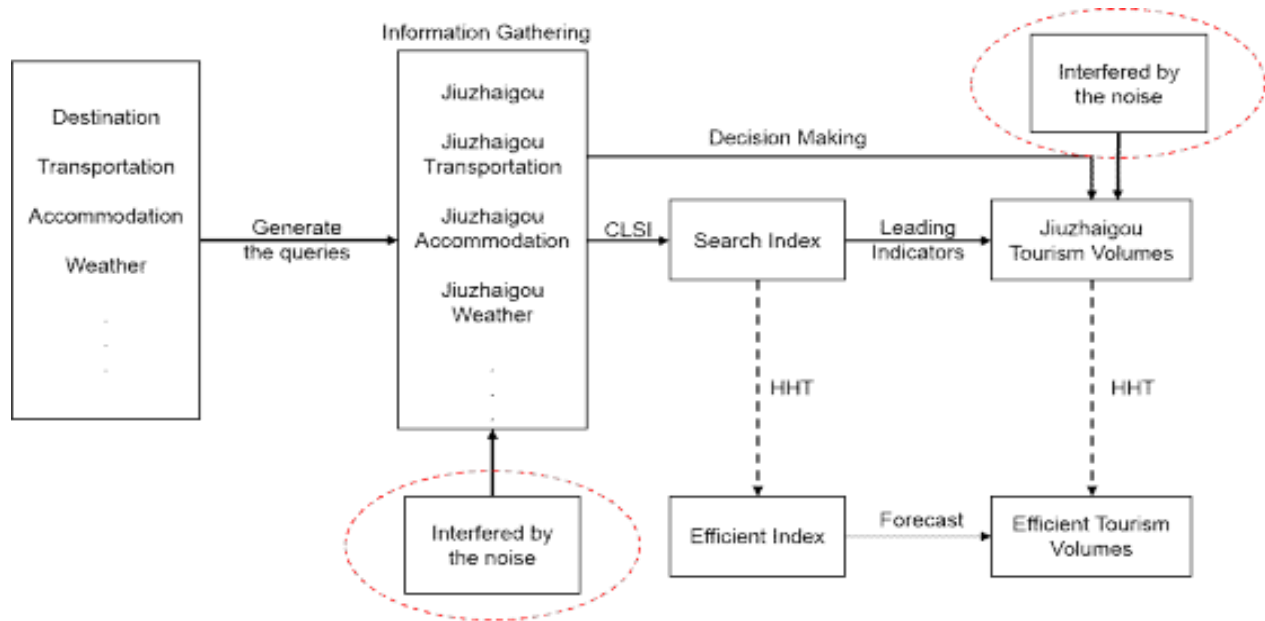 Information Gathering
Destination
Transportation
Accommodation
Weather
.
.
.
Generate
the queries
Jiuzhaigou
Jiuzhaigou
Transportation
Jiuzhaigou
Accommodation
Jiuzhaigou
Weather
.
.
.
Interfered by
the noise
Decision Making
Interfered by
the noise
CLSI
Search Index
Leading
Indicators
Jiuzhaigou
Tourism Volumes
HHT
HHT
Efficient Index
Forecast
Efficient Tourism
Volumes